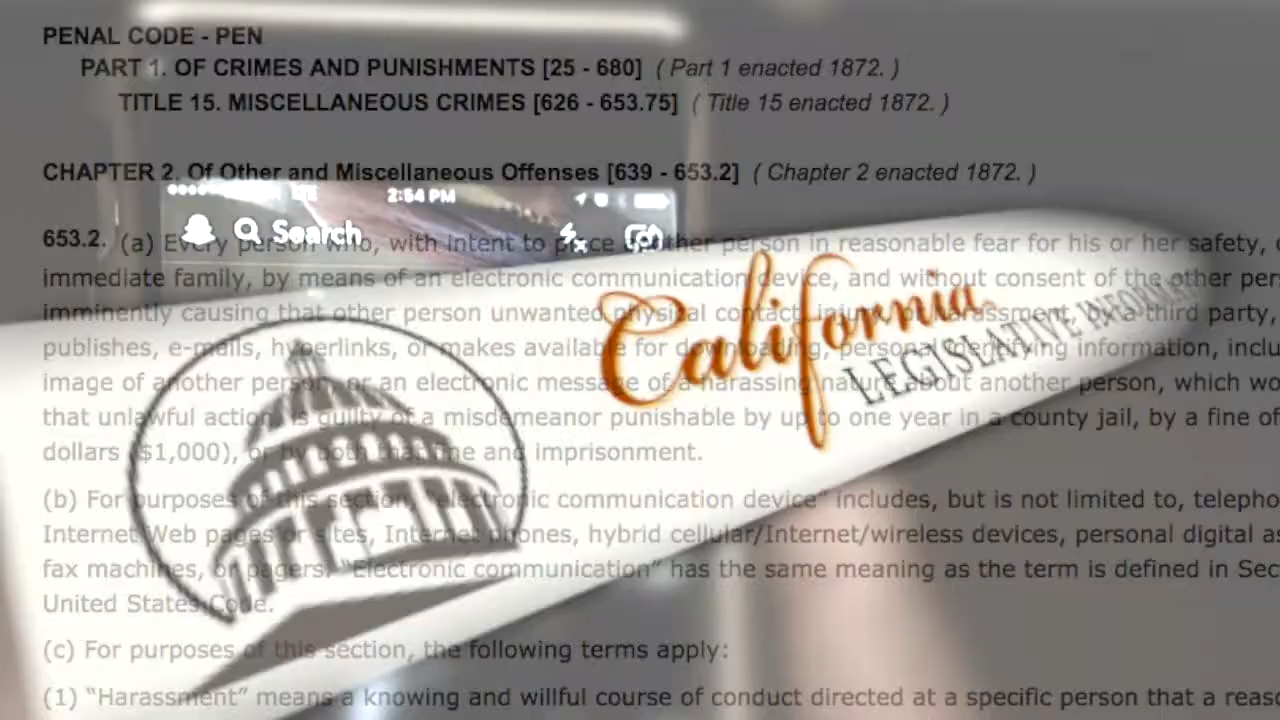 PENAL CODE - PEN
PART 1. OF CRIMES AND PUNISHMENTS [25 - 680] ( Part 1 enacted 1872. )
TITLE 15. MISCELLANEOUS CRIMES [626 - 653.75] ( Title 15 enacted 1872. )
CHAPTER 2. Of Other and Miscellaneous Offenses [639 - 653.2] ( Chapter 2 enacted 1872. )
2:54 PM
Search
653.2. (a) Every person who, with intent to place another person in reasonable fear for his or her safety,
immediate family, by means of an electronic communication device, and without consent of the other per
imminently causing that other person unwanted physical contact, injury, or harassment, by a third party,
publishes, e-mails, hyperlinks, or makes available for downloading, personal identifying information, inclu
image of another person, or an electronic message of a harassing nature about another person, which wo
that unlawful action, is guilty of a misdemeanor punishable by up to one year in a county jail, by a fine of
dollars ($1,000), or by both that fine and imprisonment.
California
LEGISLATIVE INFORM
(b) For purposes of this section, "electronic communication device" includes, but is not limited to, telepho
Internet Web pages or sites, Internet phones, hybrid cellular/Internet/wireless devices, personal digital as
fax machines, or pagers. "Electronic communication" has the same meaning as the term is defined in Sec
United States Code.
(c) For purposes of this section, the following terms apply:
(1) "Harassment" means a knowing and willful course of conduct directed at a specific person that a reas